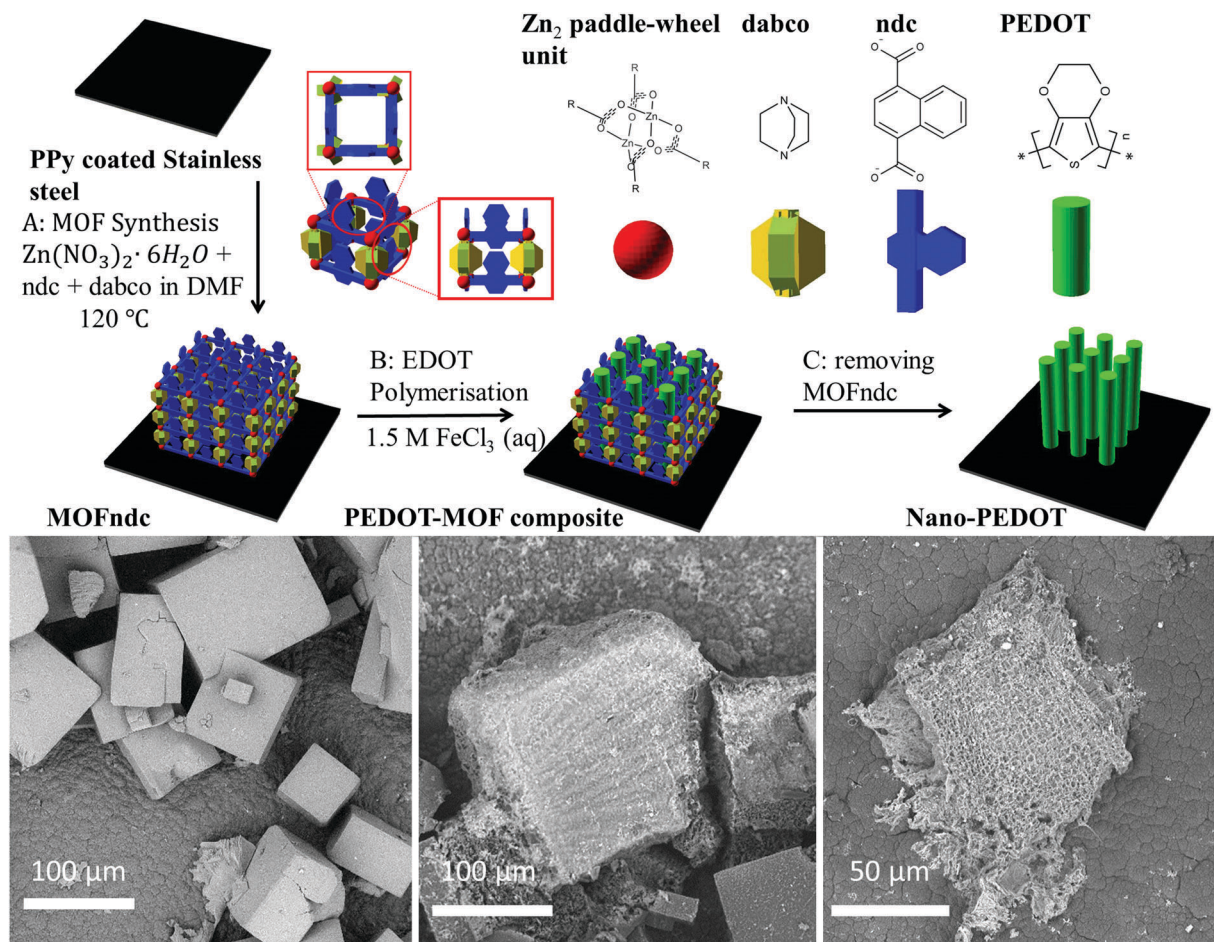 Zn₂ paddle-wheel
unit
dabco
ndc
PEDOT
R
O
O
O
Zn
R
O
O
Zn
O
O
O
R
R
N
N
O⁻
O
O
O⁻
O
O
S
n
*
*
PPy coated Stainless
steel
A: MOF Synthesis
Zn(NO₃)₂· 6H₂O +
ndc + dabco in DMF
120 ℃
B: EDOT
Polymerisation
1.5 M FeCl₃ (aq)
C: removing
MOFndc
MOFndc
PEDOT-MOF composite
Nano-PEDOT
100 µm
100 µm
50 µm